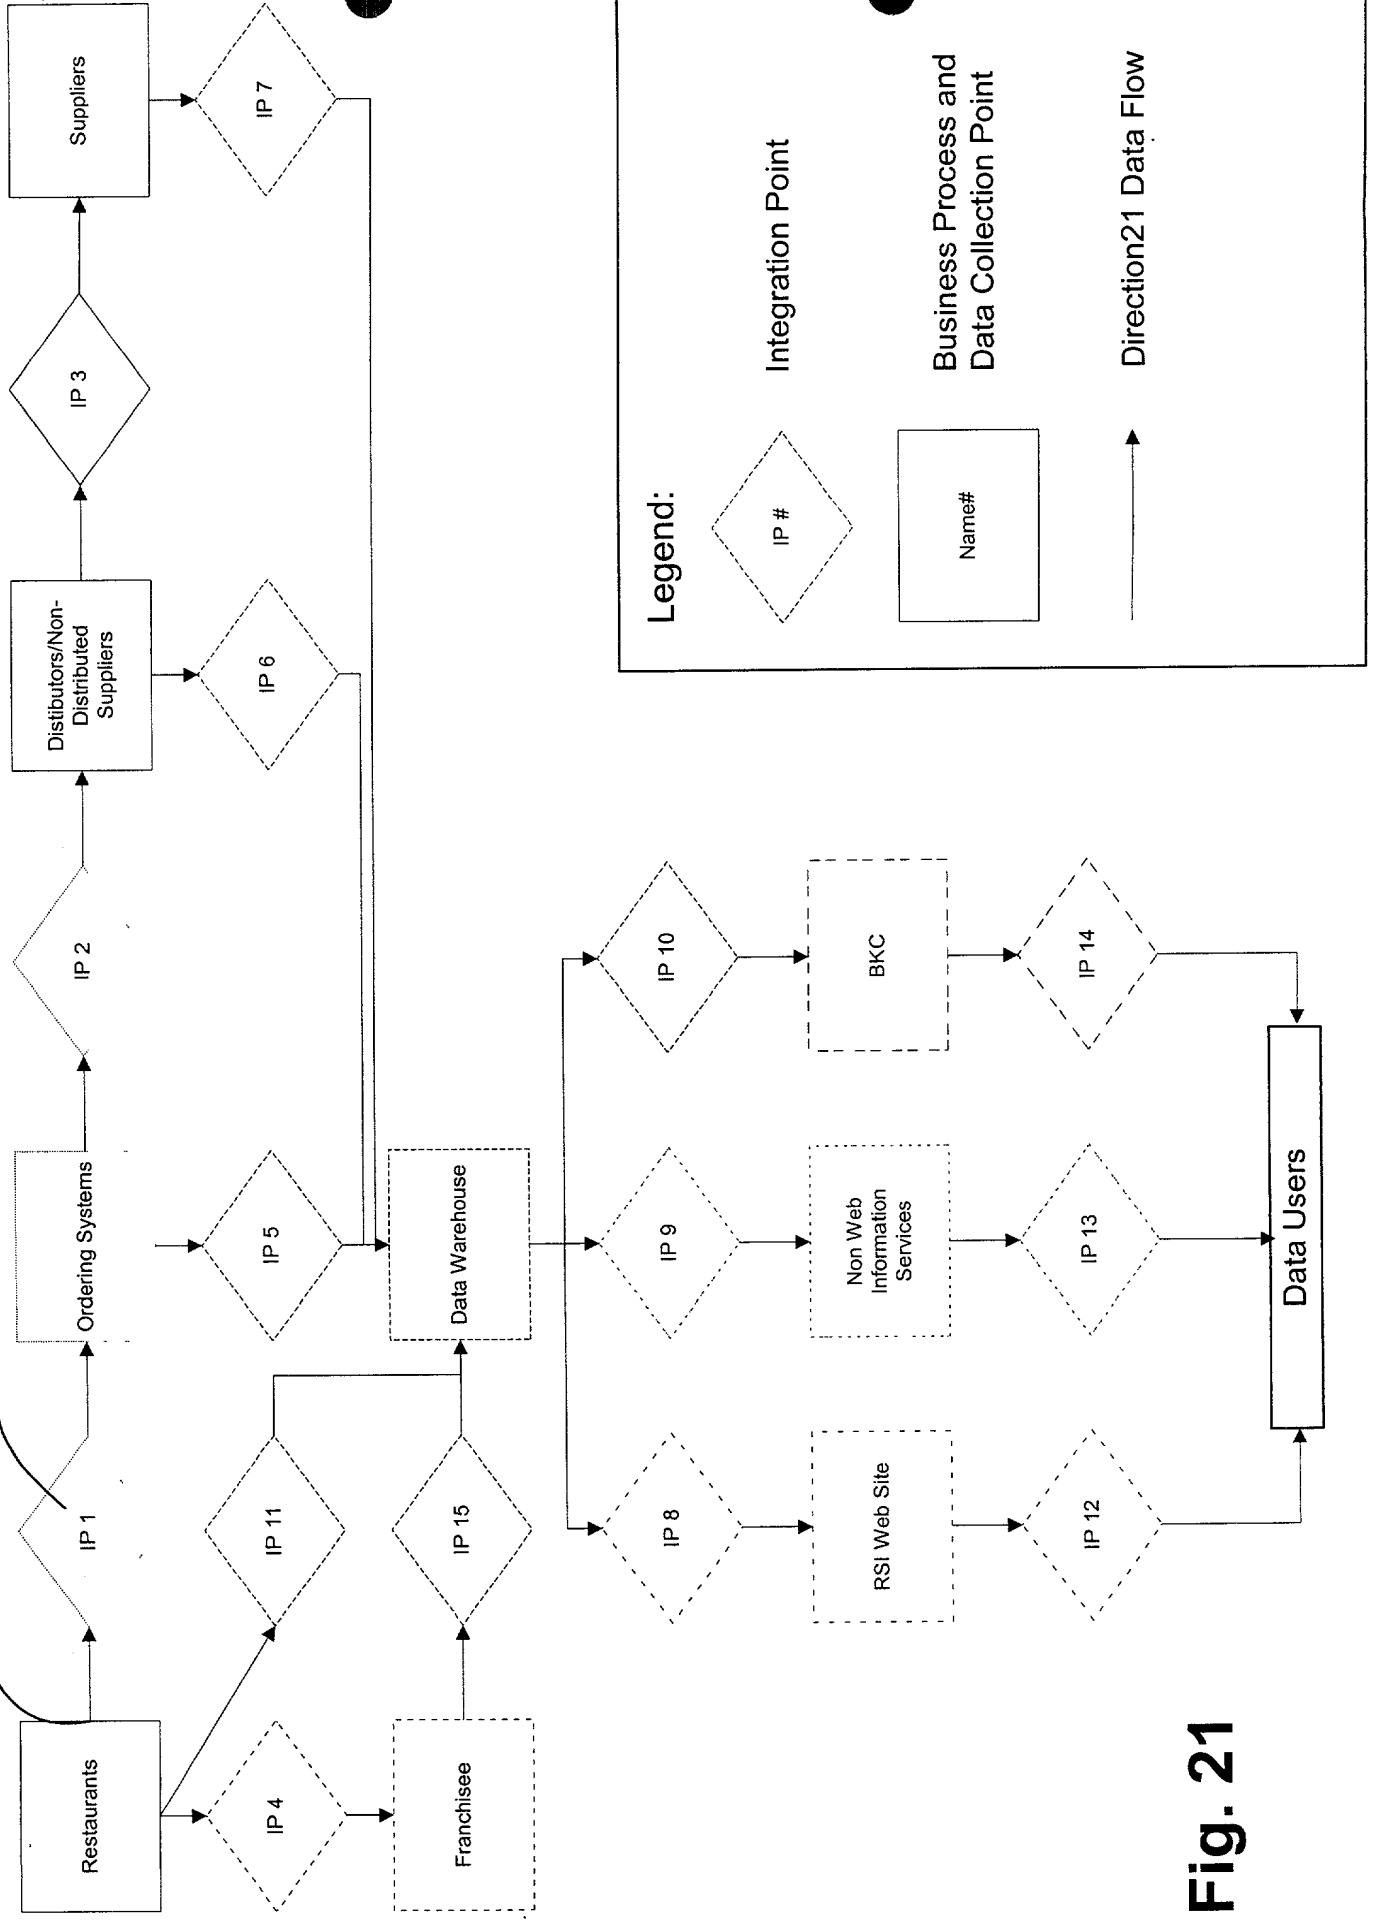 Restaurants
IP 1
Ordering Systems
IP 2
Distibutors/Non-
Distributed
Suppliers
IP 3
Suppliers
IP 4
IP 11
IP 5
IP 6
IP 7
Franchisee
IP 15
Data Warehouse
IP 8
IP 9
IP 10
RSI Web Site
Non Web
Information
Services
BKC
IP 12
IP 13
IP 14
Data Users
Legend:
IP #
Integration Point
Name#
Business Process and
Data Collection Point
Direction21 Data Flow
Fig. 21